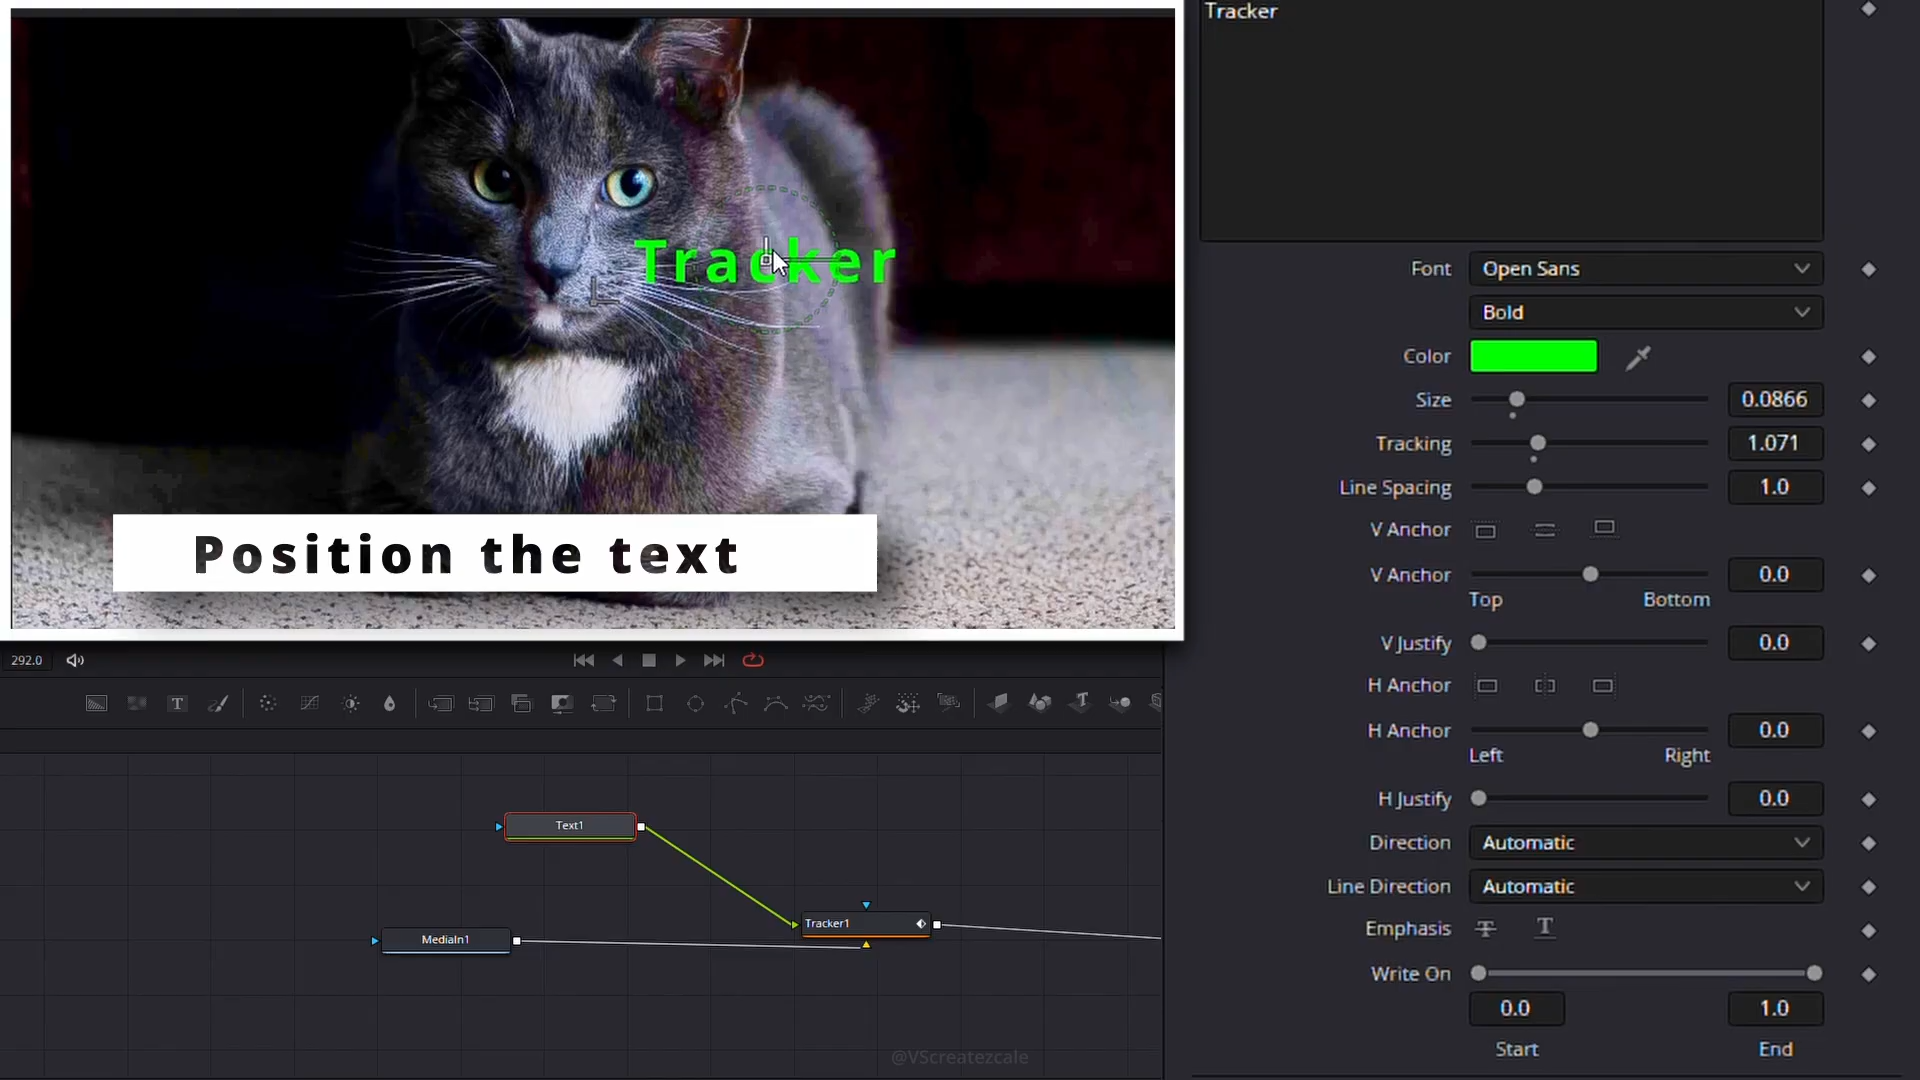 Tracker
Tracker
Position the text
Font
Open Sans
Bold
Color
Size
0.0866
Tracking
1.071
Line Spacing
1.0
V Anchor
V Anchor
0.0
Top
Bottom
V Justify
0.0
H Anchor
H Anchor
0.0
Left
Right
H Justify
0.0
Direction
Automatic
Line Direction
Automatic
Emphasis
Write On
0.0
1.0
Start
End
292.0
Text1
Tracker1
MediaIn1
@VScreatezcale